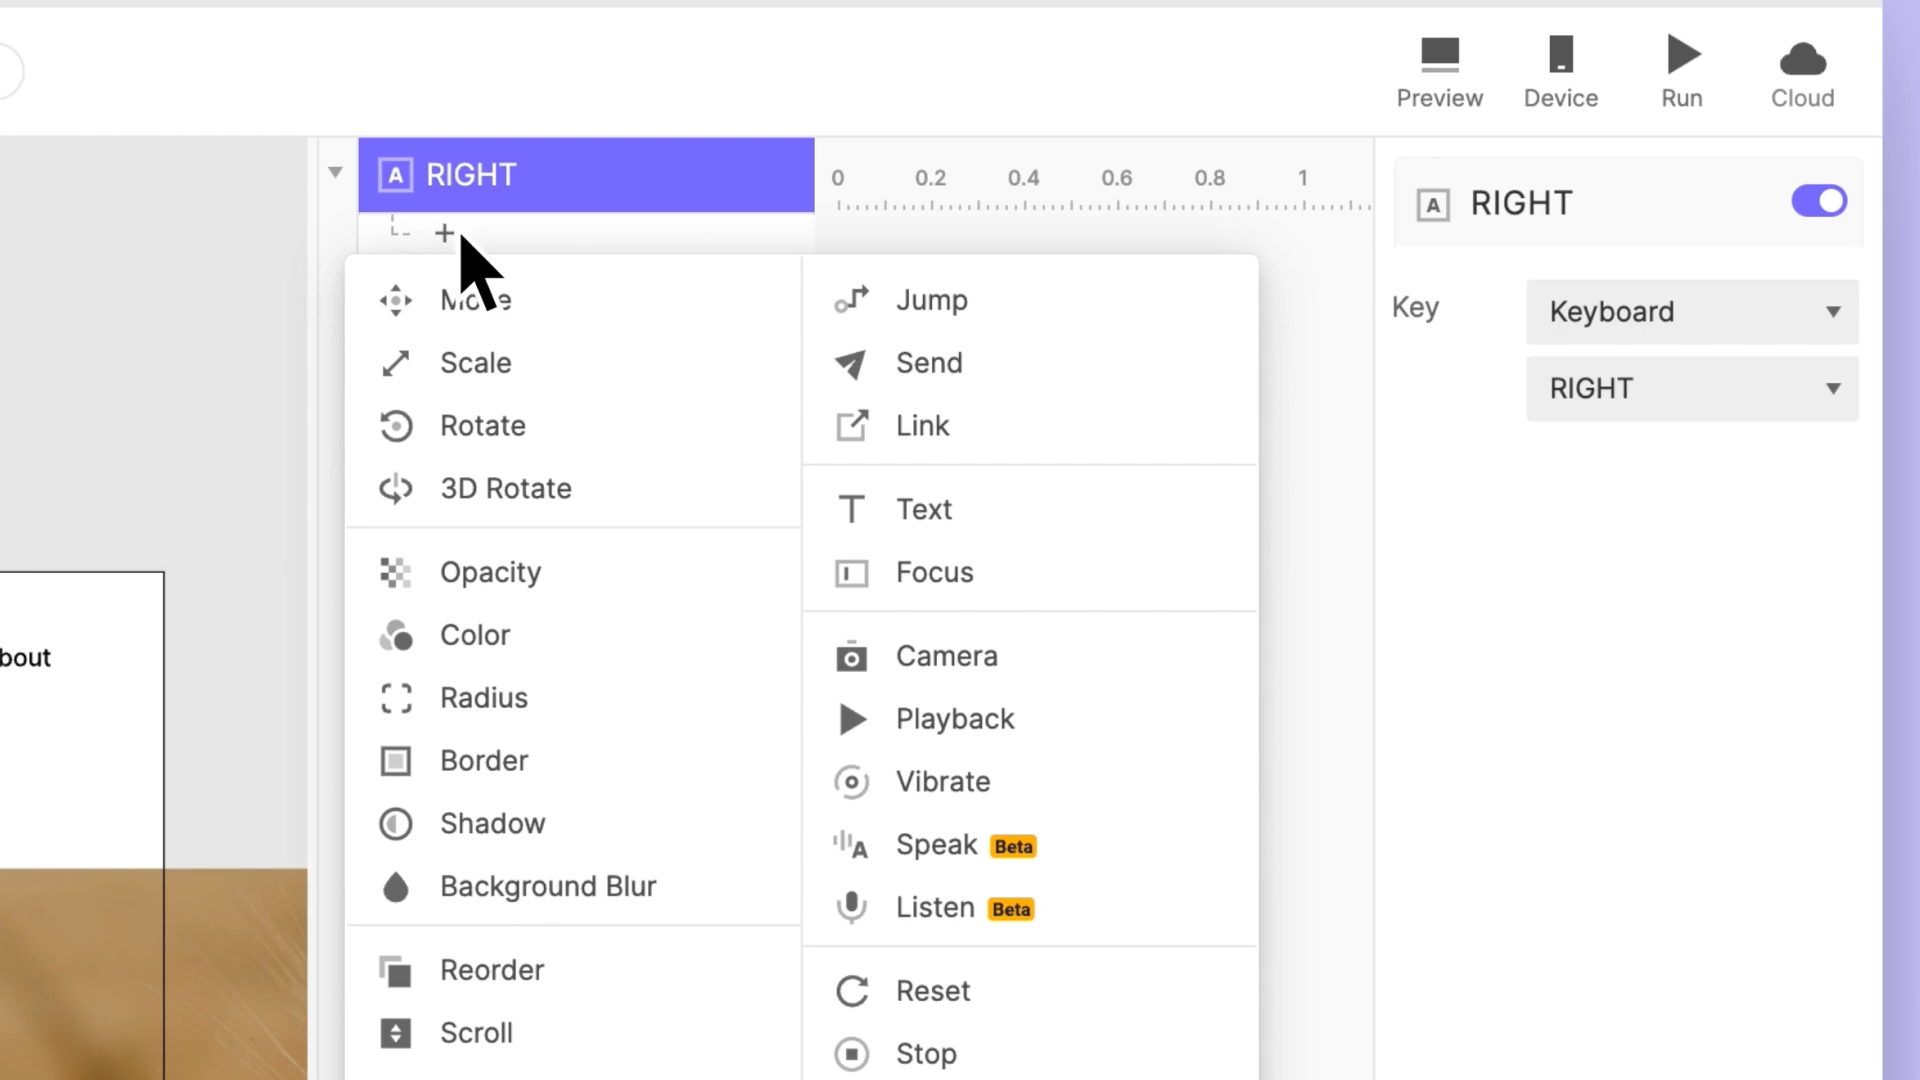 Preview
Device
Run
Cloud
A RIGHT
0 0.2 0.4 0.6 0.8 1
A RIGHT
Key
Keyboard
RIGHT
Scale
Rotate
3D Rotate
Opacity
Color
Radius
Border
Shadow
Background Blur
Reorder
Scroll
Jump
Send
Link
Text
Focus
Camera
Playback
Vibrate
Speak Beta
Listen Beta
Reset
Stop
bout